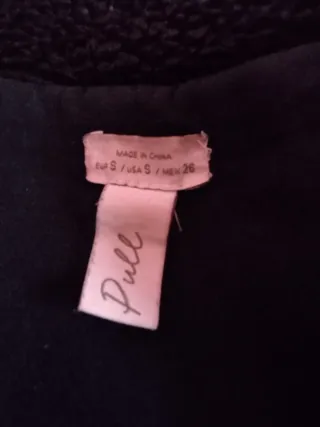 MADE IN CHINA
EUR S / USA S / MEX 26
Pull